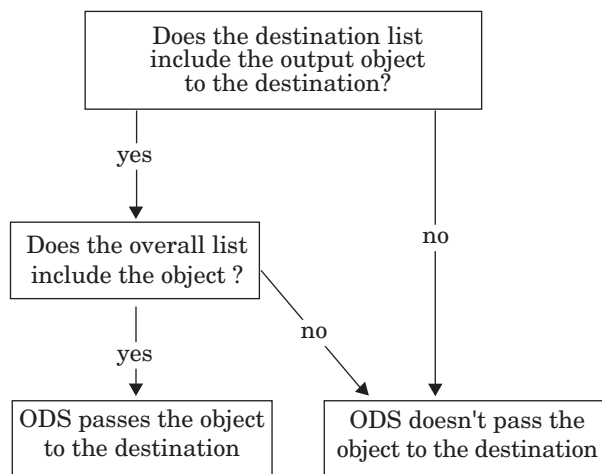 Does the destination list
include the output object
to the destination?
yes
no
Does the overall list
include the object ?
yes
no
ODS passes the object
to the destination
ODS doesn't pass the
object to the destination